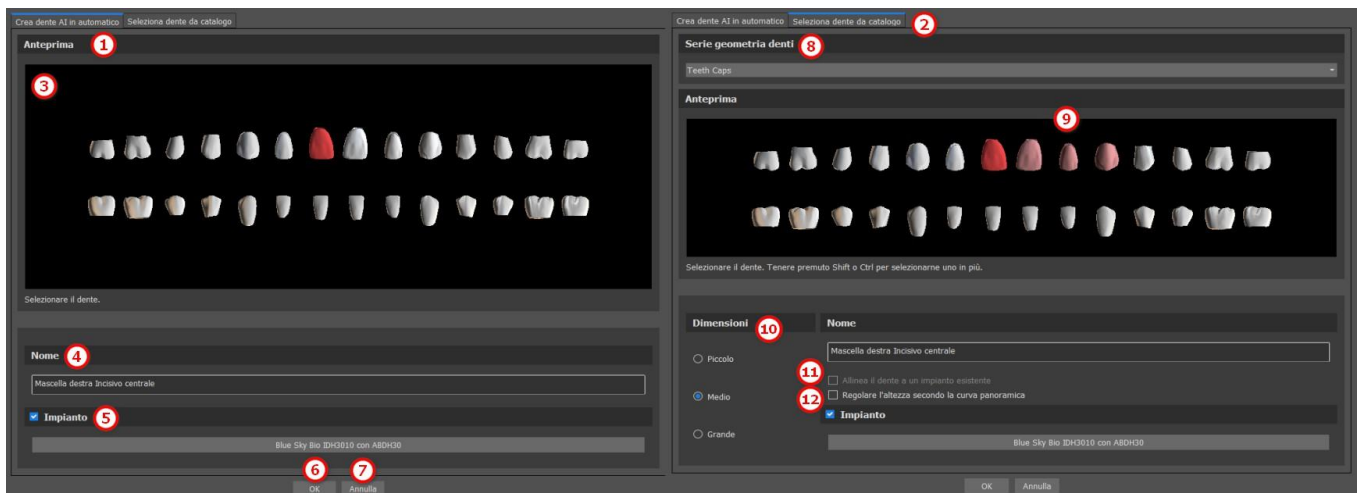 Crea dente AI in automatico Seleziona dente da catalogo
Anteprima 1
3
Selezionare il dente.
Nome 4
Mascella destra Incisivo centrale
Impianto 5
Blue Sky Bio IDH3010 con ABDH30
6 7
OK Annulla
Crea dente AI in automatico Seleziona dente da catalogo 2
Serie geometria denti 8
Teeth Caps
Anteprima
9
Selezionare il dente. Tenere premuto Shift o Ctrl per selezionarne uno in più.
Dimensioni 10
Piccolo
Medio
Grande
Nome
Mascella destra Incisivo centrale
11 Allinea il dente a un impianto esistente
12 Regolare l'altezza secondo la curva panoramica
Impianto
Blue Sky Bio IDH3010 con ABDH30
OK Annulla